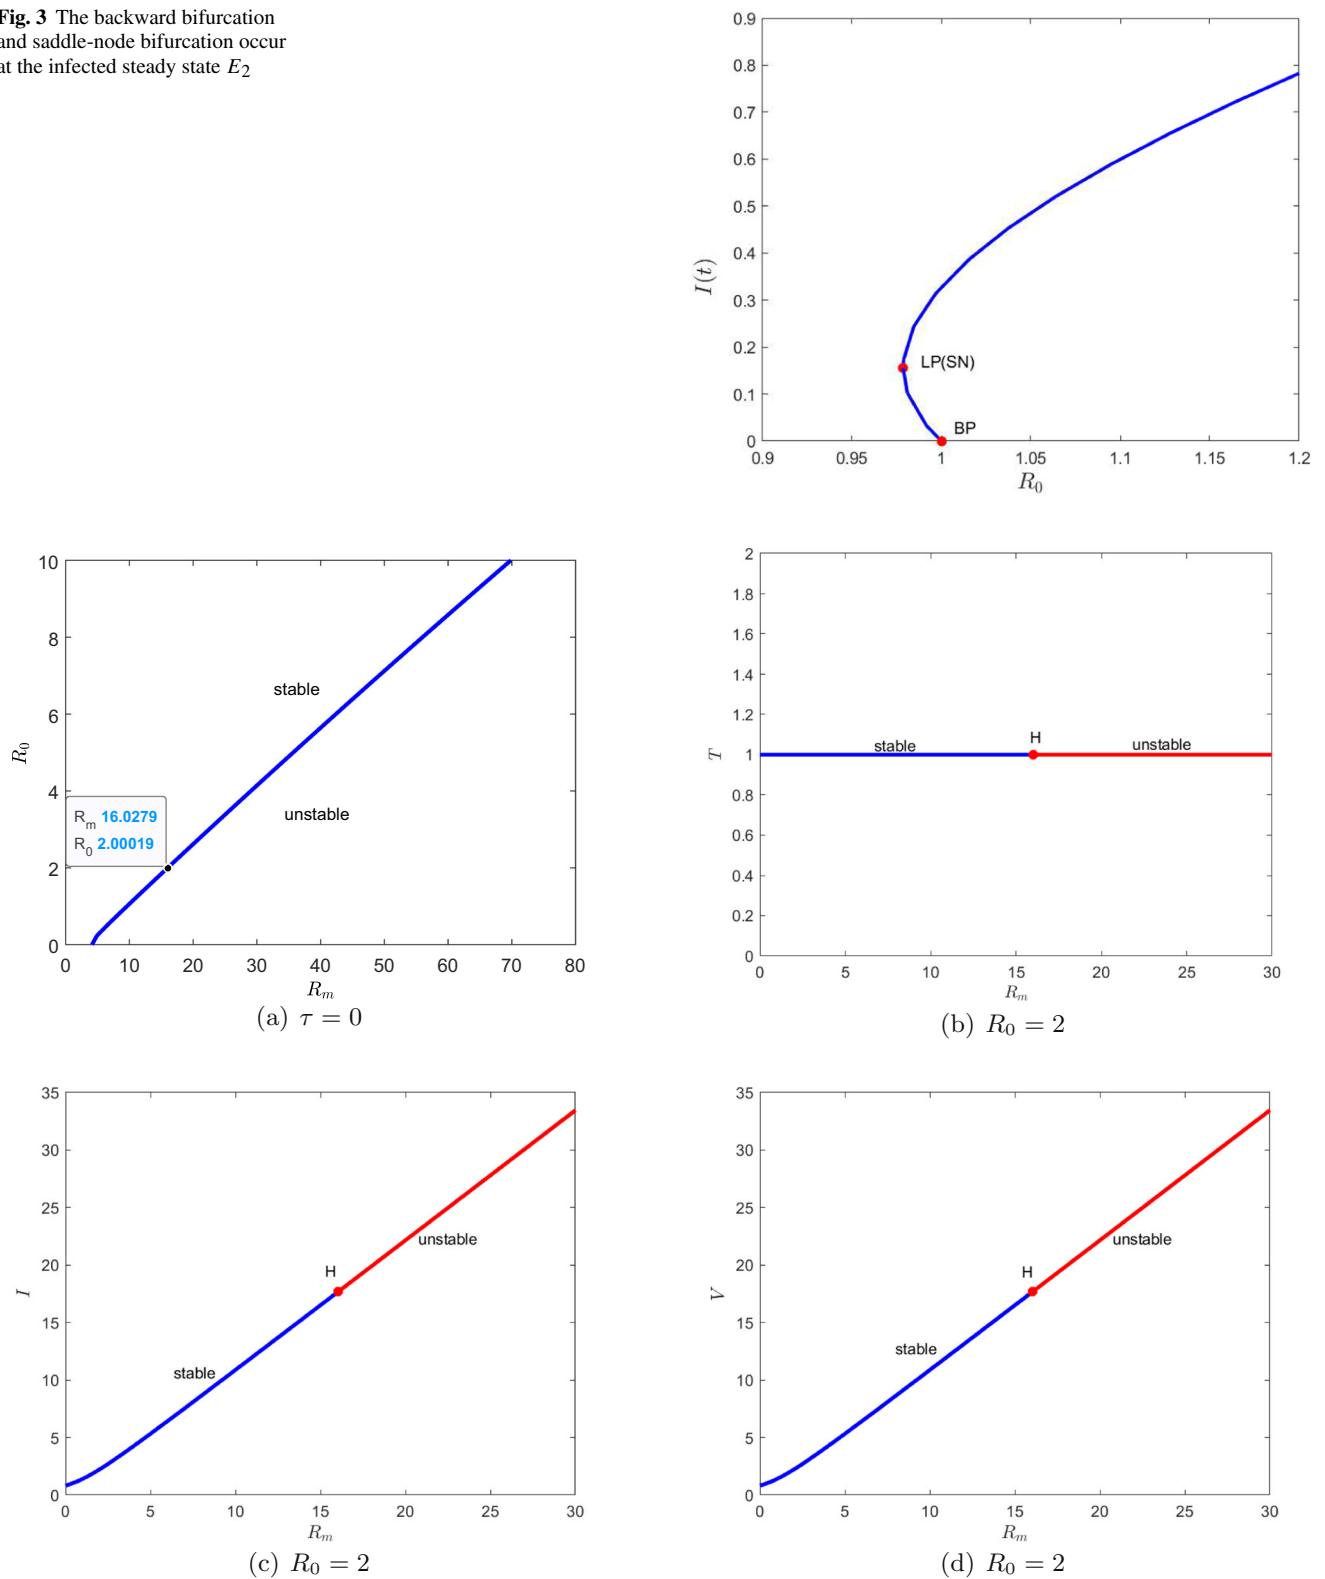 Fig. 3 The backward bifurcation
and saddle-node bifurcation occur
at the infected steady state E2
0.9
0.8
0.7
0.6
0.5
0.4
0.3
0.2
0.1
0
I(t)
LP(SN)
BP
0.9 0.95 1 1.05 1.1 1.15 1.2
R0
10
8
6
4
2
0
R0
stable
unstable
Rm 16.0279
R0 2.00019
0 10 20 30 40 50 60 70 80
Rm
(a) τ = 0
2
1.8
1.6
1.4
1.2
1
0.8
0.6
0.4
0.2
0
T
stable
H
unstable
0 5 10 15 20 25 30
Rm
(b) R0 = 2
35
30
25
20
15
10
5
0
I
H
unstable
stable
0 5 10 15 20 25 30
Rm
(c) R0 = 2
35
30
25
20
15
10
5
0
V
H
unstable
stable
0 5 10 15 20 25 30
Rm
(d) R0 = 2